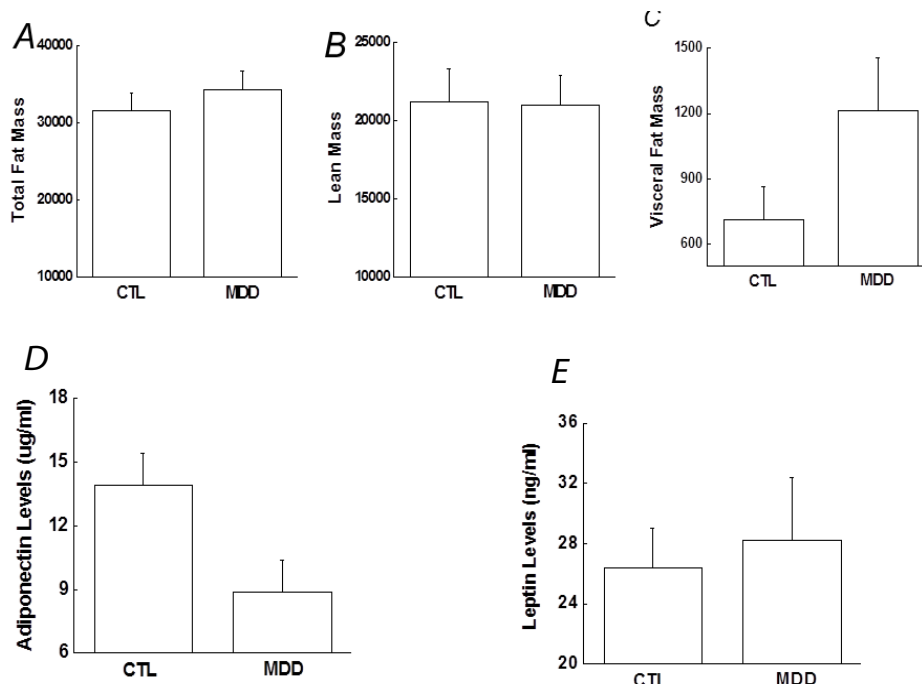 A
Total Fat Mass
40000
30000
20000
10000
CTL MDD
B
Lean Mass
25000
20000
15000
10000
CTL MDD
C
Visceral Fat Mass
1500
1200
900
600
CTL MDD
D
Adiponectin Levels (ug/ml)
18
15
12
9
6
CTL MDD
E
Leptin Levels (ng/ml)
36
32
28
24
20
CTL MDD